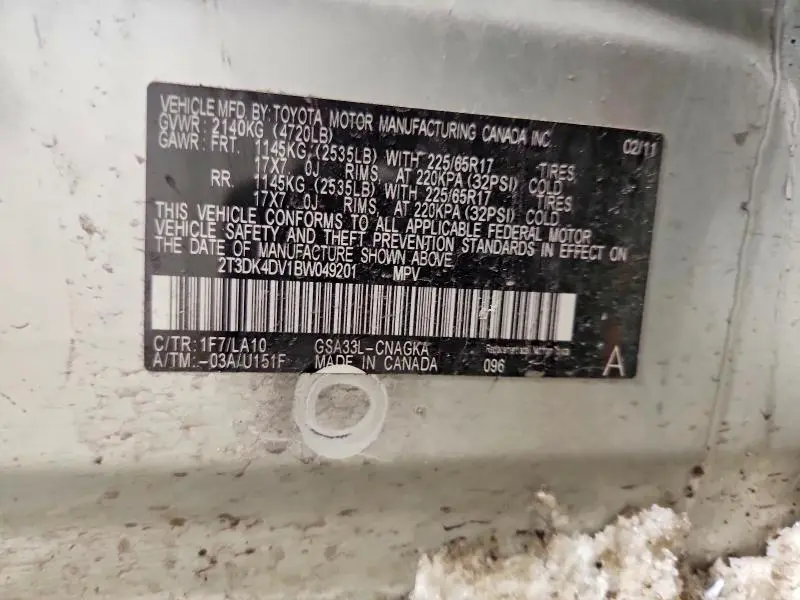 VEHICLE MFD BY: TOYOTA MOTOR MANUFACTURING CANADA INC. 02/11
GVWR: 2140KG (4720LB)
GAWR: FRT. 1145KG (2535LB) WITH 225/65R17 TIRES
17X7 0J RIMS, AT 220KPA (32PSI) COLD
RR. 1145KG (2535LB) WITH 225/65R17 TIRES
17X7 0J RIMS, AT 220KPA (32PSI) COLD
THIS VEHICLE CONFORMS TO ALL APPLICABLE FEDERAL MOTOR
VEHICLE SAFETY AND THEFT PREVENTION STANDARDS IN EFFECT ON
THE DATE OF MANUFACTURE SHOWN ABOVE.
2T3DK4DV1BW049201 MPV
C/TR: 1F7/LA10 GSA33L-CNAGKA
A/TM: -03A/U151F MADE IN CANADA 096 A